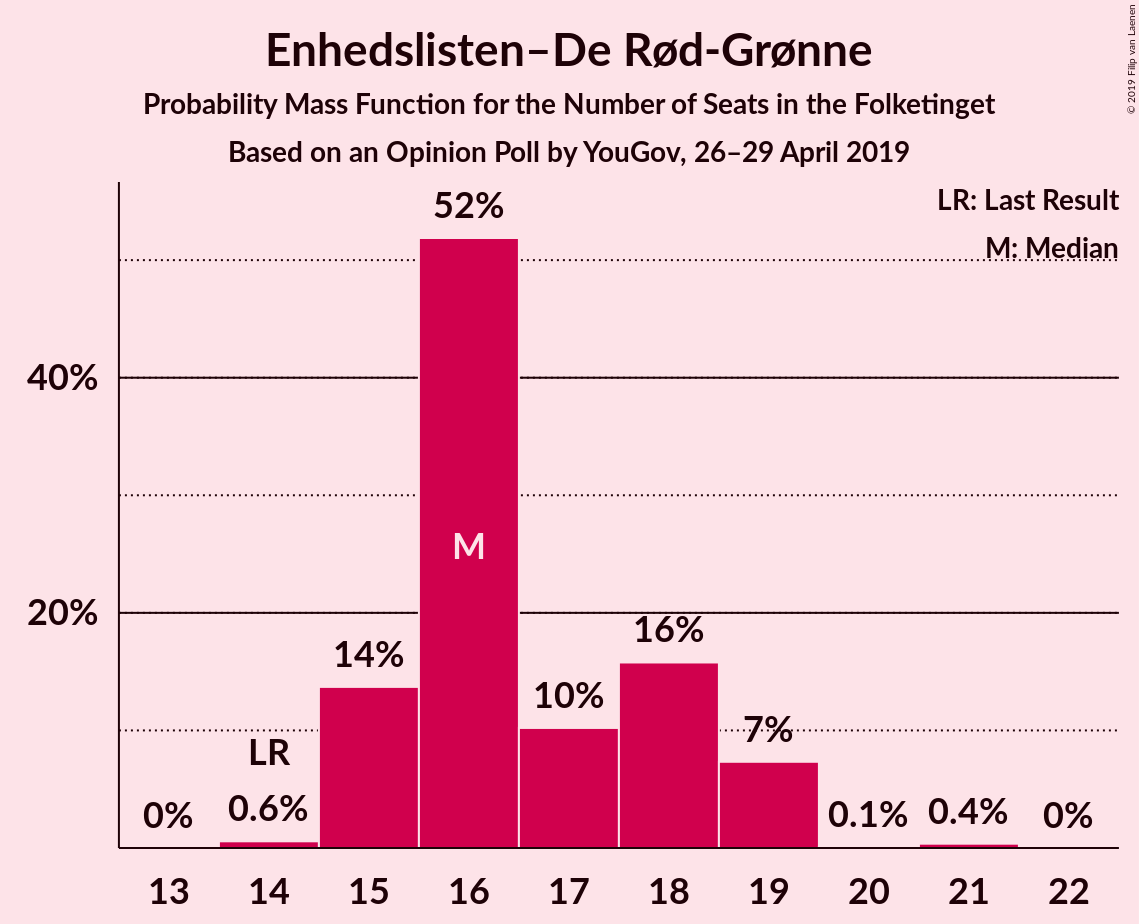 Enhedslisten–De Rød-Grønne
Probability Mass Function for the Number of Seats in the Folketinget
Based on an Opinion Poll by YouGov, 26–29 April 2019
© 2019 Filip van Laenen
LR: Last Result
M: Median
52%
40%
M
20%
16%
14%
10%
7%
LR
0%
0.6%
0.1%
0.4%
0%
13 14 15 16 17 18 19 20 21 22